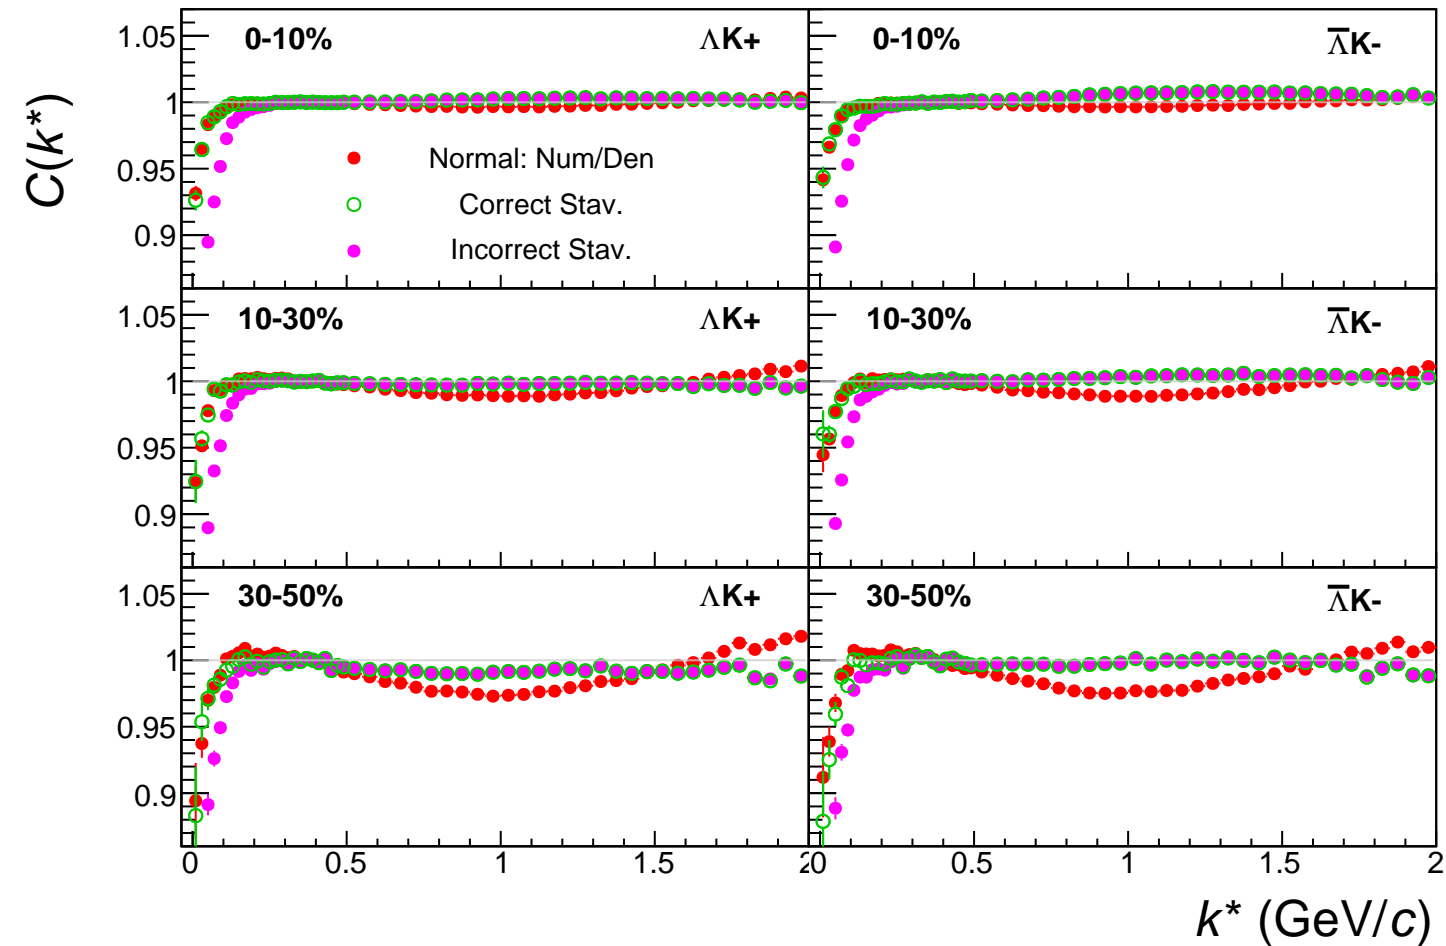 C(k*)
1.05
1
0.95
0.9
0-10%
ΛK+
Normal: Num/Den
Correct Stav.
Incorrect Stav.
0-10%
Λ̅K-
1.05
1
0.95
0.9
10-30%
ΛK+
10-30%
Λ̅K-
1.05
1
0.95
0.9
30-50%
ΛK+
30-50%
Λ̅K-
0 0.5 1 1.5 2
0 0.5 1 1.5 2
k* (GeV/c)